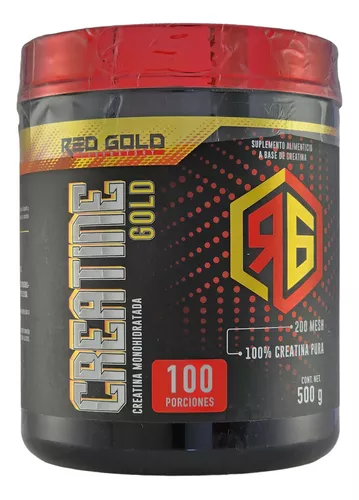 RED GOLD
SUPLEMENTO ALIMENTICIO
A BASE DE CREATINA
CREATINE
GOLD
CREATINA MONOHIDRATADA
RG
200 MESH
100% CREATINA PURA
100
PORCIONES
CONT. NET.
500 g